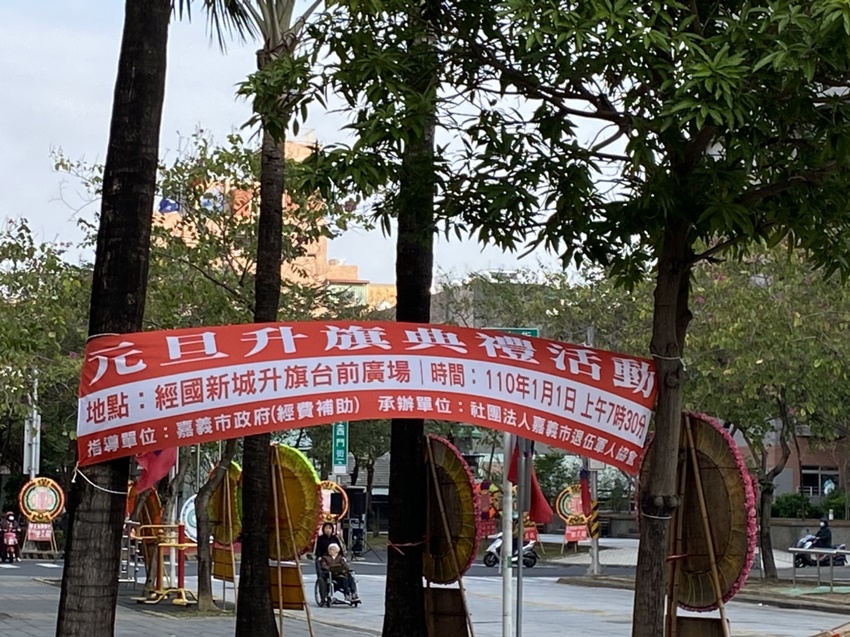 元旦升旗典禮活動
地點：經國新城升旗台前廣場｜時間：110年1月1日 上午7時30分
指導單位：嘉義市政府(經費補助) 承辦單位：社團法人嘉義市退伍軍人協會
西門街